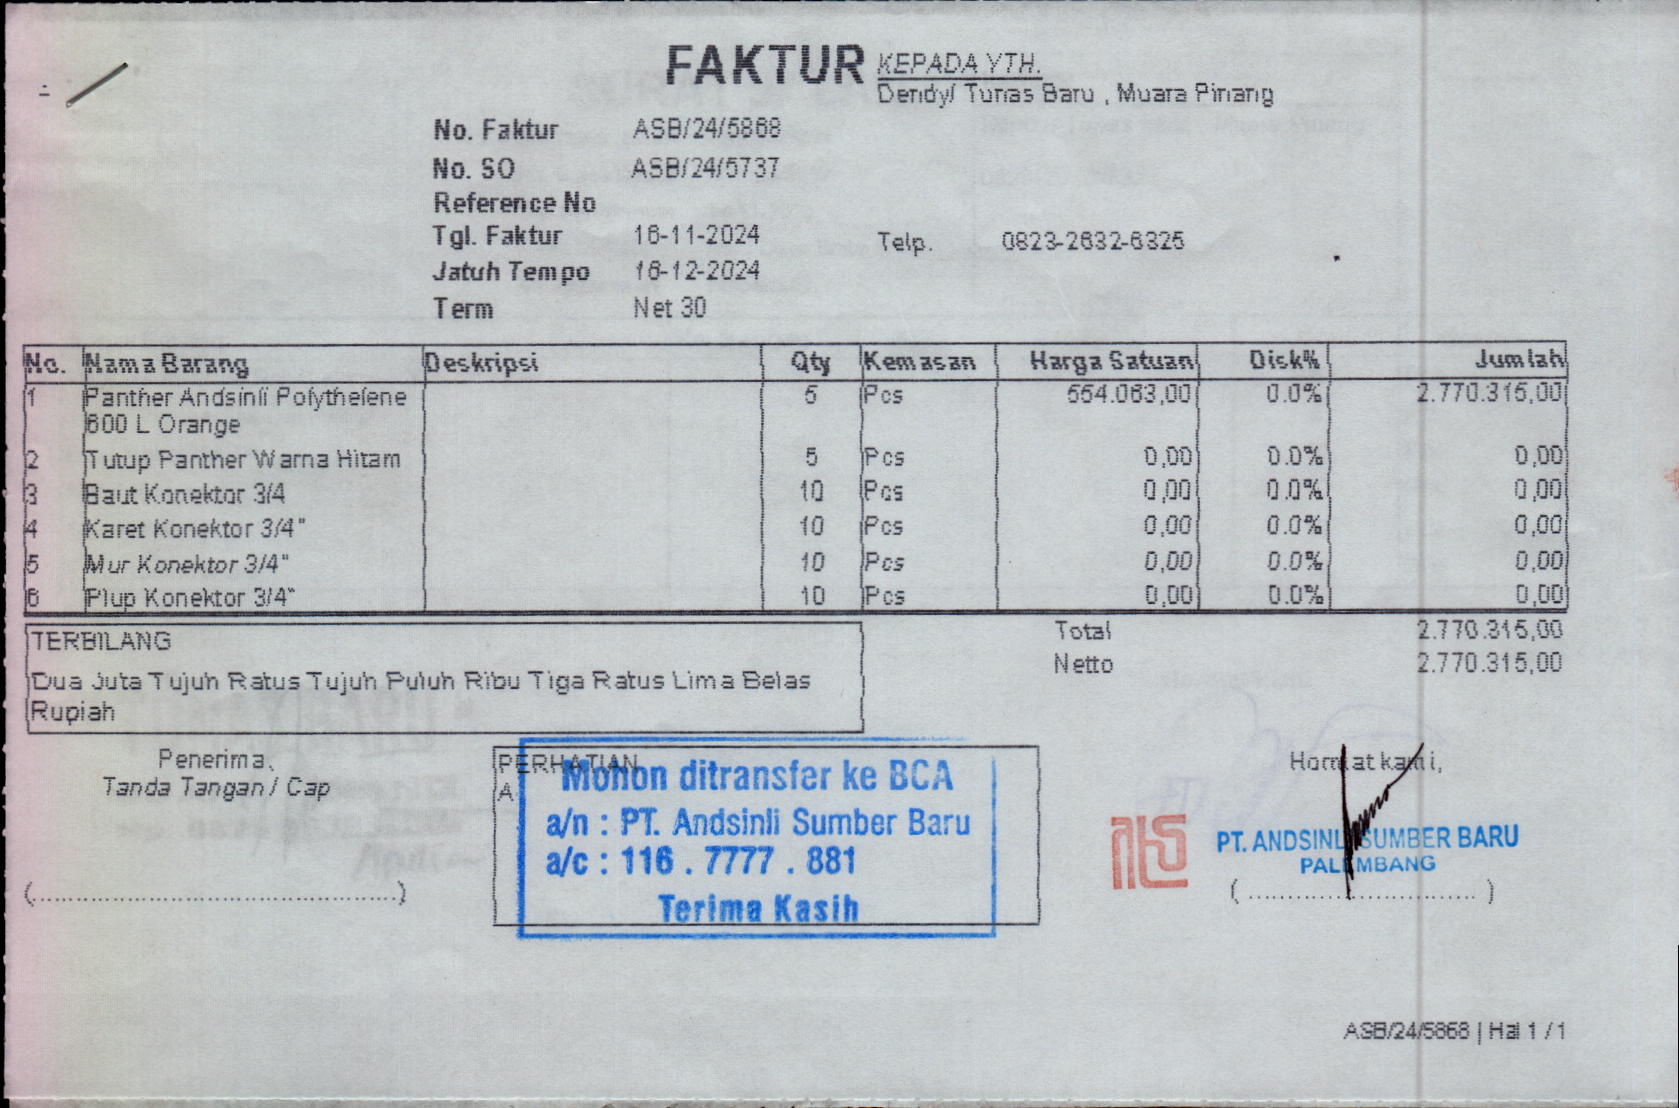 FAKTUR
KEPADA YTH.
Dendy/ Tunas Baru , Muara Pinang
No. Faktur ASB/24/5868
No. SO ASB/24/5737
Reference No
Tgl. Faktur 16-11-2024
Telp. 0823-2632-6325
Jatuh Tempo 16-12-2024
Term Net 30
No. Nama Barang Deskripsi Qty Kemasan Harga Satuan Disk% Jumlah
1 Panther Andsinli Polythelene 5 Pcs 554.063,00 0.0% 2.770.315,00
600 L Orange
2 Tutup Panther Warna Hitam 5 Pcs 0,00 0.0% 0,00
3 Baut Konektor 3/4 10 Pcs 0,00 0.0% 0,00
4 Karet Konektor 3/4" 10 Pcs 0,00 0.0% 0,00
5 Mur Konektor 3/4" 10 Pcs 0,00 0.0% 0,00
6 Plup Konektor 3/4" 10 Pcs 0,00 0.0% 0,00
TERBILANG
Total 2.770.315,00
Netto 2.770.315,00
Dua Juta Tujuh Ratus Tujuh Puluh Ribu Tiga Ratus Lima Belas
Rupiah
Penerima,
Tanda Tangan / Cap
(..........................................)
PERHATIAN
A
Mohon ditransfer ke BCA
a/n : PT. Andsinli Sumber Baru
a/c : 116 . 7777 . 881
Terima Kasih
Hormat kami,
PT. ANDSINLI SUMBER BARU
PALEMBANG
(..............................)
ASB/24/5868 | Hal 1 / 1